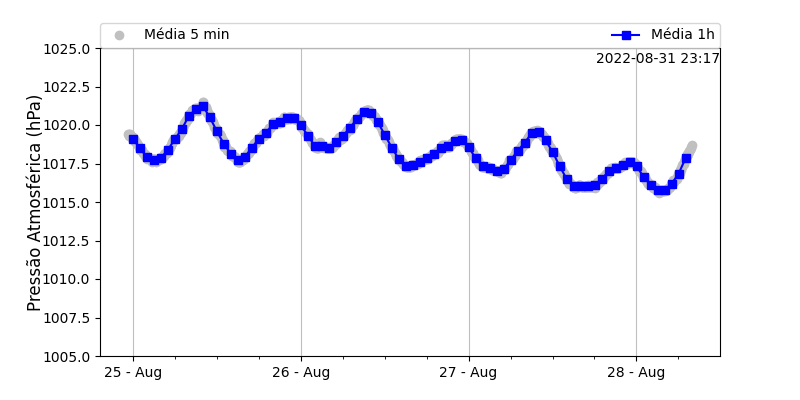 Média 5 min
Média 1h
2022-08-31 23:17
Pressão Atmosférica (hPa)
1025.0
1022.5
1020.0
1017.5
1015.0
1012.5
1010.0
1007.5
1005.0
25 - Aug
26 - Aug
27 - Aug
28 - Aug